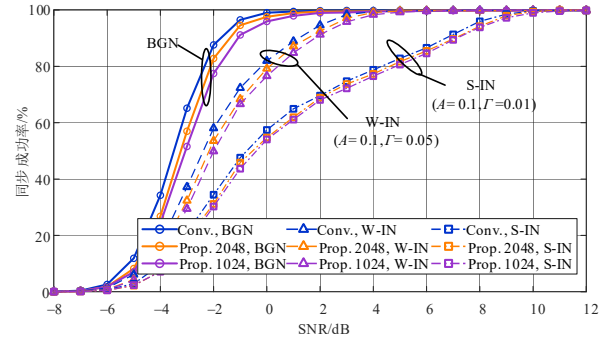 100
80
60
40
20
0
同步成功率/%
BGN
S-IN
(A=0.1,Γ=0.01)
W-IN
(A=0.1,Γ=0.05)
Conv., BGN Conv., W-IN Conv., S-IN
Prop. 2048, BGN Prop. 2048, W-IN Prop. 2048, S-IN
Prop. 1024, BGN Prop. 1024, W-IN Prop. 1024, S-IN
−8 −6 −4 −2 0 2 4 6 8 10 12
SNR/dB